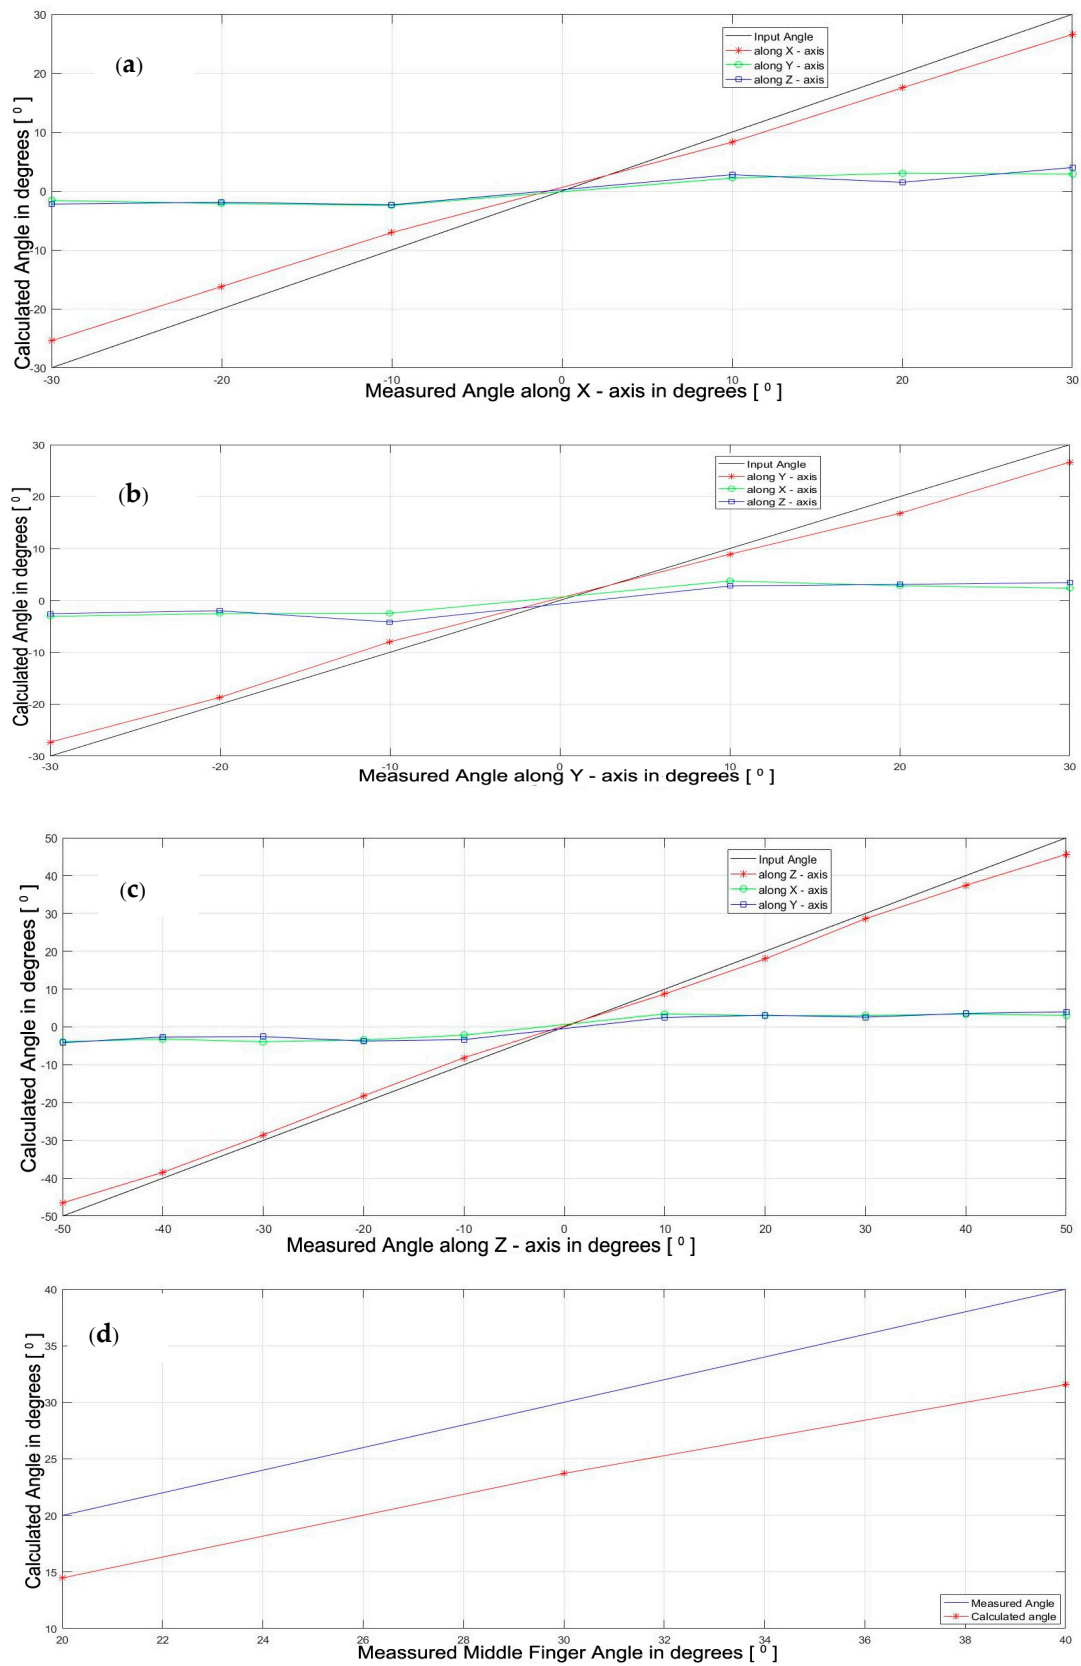 30
20
10
0
-10
-20
-30
(a)
Input Angle
along X - axis
along Y - axis
along Z - axis
Calculated Angle in degrees [ ⁰ ]
-30 -20 -10 0 10 20 30
Measured Angle along X - axis in degrees [ ⁰ ]
30
20
10
0
-10
-20
-30
(b)
Input Angle
along Y - axis
along X - axis
along Z - axis
Calculated Angle in degrees [ ⁰ ]
-30 -20 -10 0 10 20 30
Measured Angle along Y - axis in degrees [ ⁰ ]
50
40
30
20
10
0
-10
-20
-30
-40
-50
(c)
Input Angle
along Z - axis
along X - axis
along Y - axis
Calculated Angle in degrees [ ⁰ ]
-50 -40 -30 -20 -10 0 10 20 30 40 50
Measured Angle along Z - axis in degrees [ ⁰ ]
40
35
30
25
20
15
10
(d)
Measured Angle
Calculated angle
Calculated Angle in degrees [ ⁰ ]
20 22 24 26 28 30 32 34 36 38 40
Meassured Middle Finger Angle in degrees [ ⁰ ]